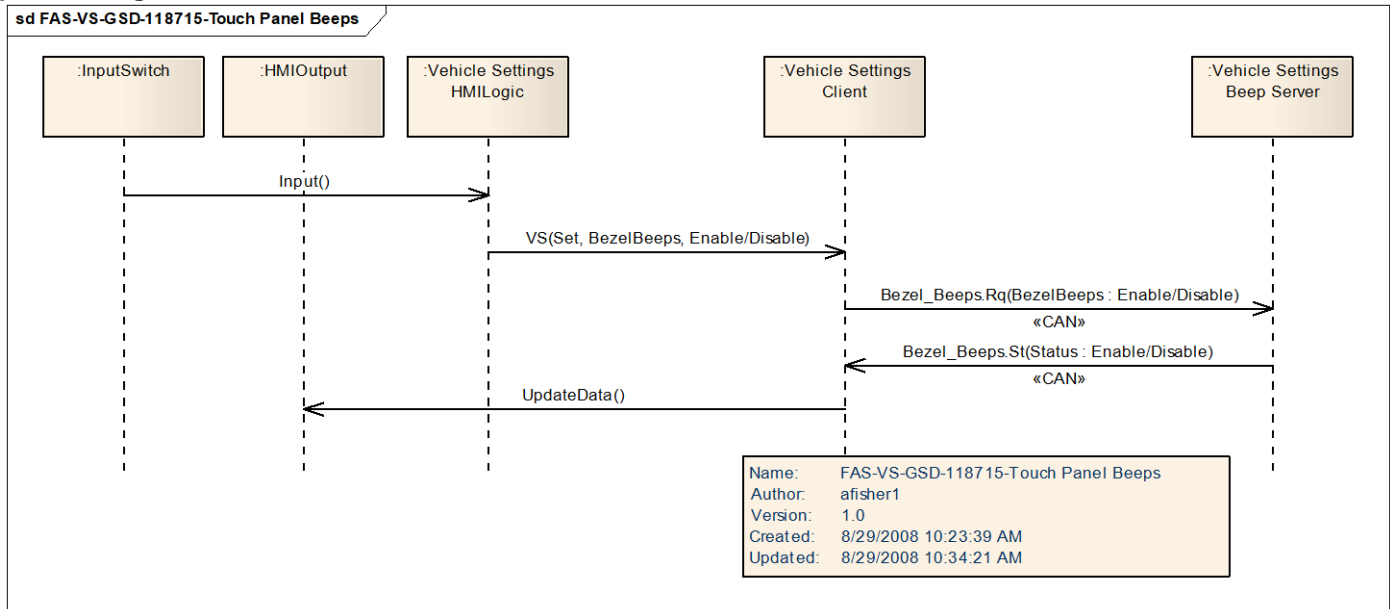 sd FAS-VS-GSD-118715-Touch Panel Beeps
:InputSwitch
:HMIOutput
:Vehicle Settings
HMILogic
:Vehicle Settings
Client
:Vehicle Settings
Beep Server
Input()
VS(Set, BezelBeeps, Enable/Disable)
Bezel_Beeps.Rq(BezelBeeps : Enable/Disable)
«CAN»
Bezel_Beeps.St(Status : Enable/Disable)
«CAN»
UpdateData()
Name: FAS-VS-GSD-118715-Touch Panel Beeps
Author: afisher1
Version: 1.0
Created: 8/29/2008 10:23:39 AM
Updated: 8/29/2008 10:34:21 AM